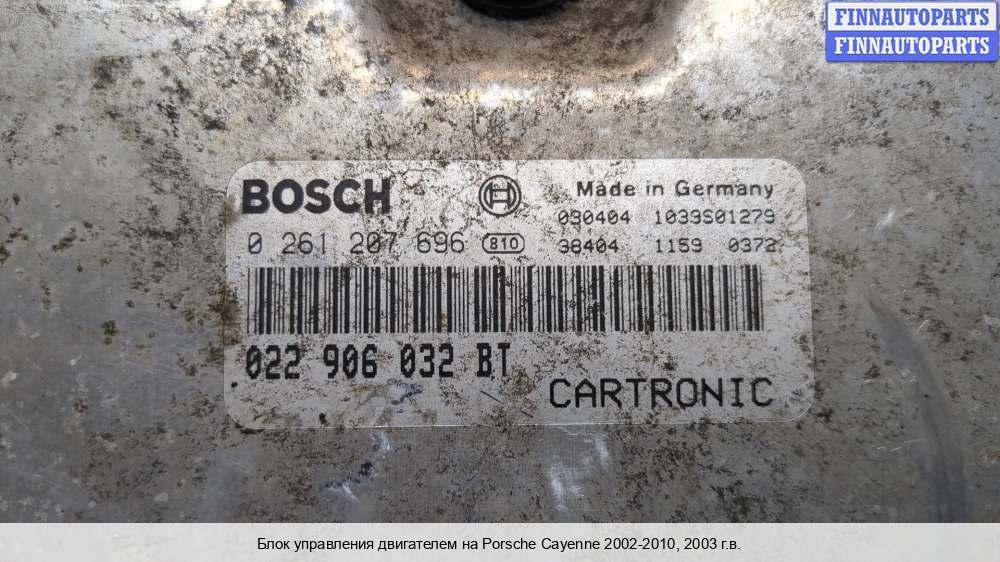 FINNAUTOPARTS
FINNAUTOPARTS
BOSCH
Made in Germany
030404 1033S01279
0 261 207 696 810
38404 1159 0372
022 906 032 BT
CARTRONIC
Блок управления двигателем на Porsche Cayenne 2002-2010, 2003 г.в.